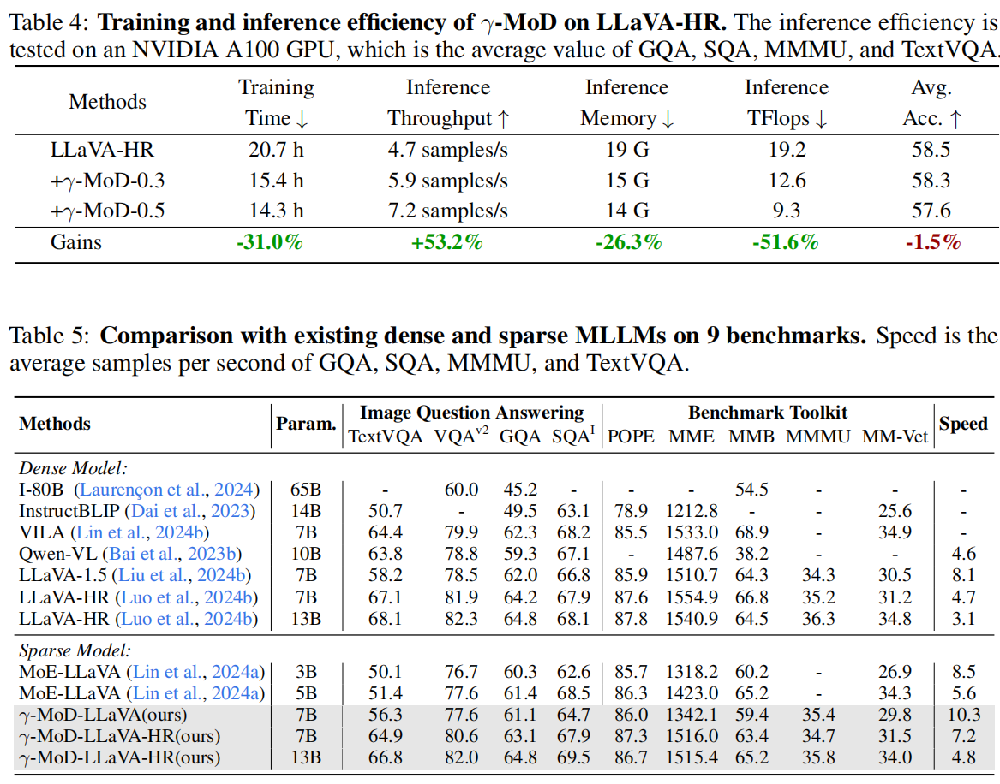 Table 4: Training and inference efficiency of γ-MoD on LLaVA-HR. The inference efficiency is
tested on an NVIDIA A100 GPU, which is the average value of GQA, SQA, MMMU, and TextVQA.
Methods Training Time ↓ Inference Throughput ↑ Inference Memory ↓ Inference TFlops ↓ Avg. Acc. ↑
LLaVA-HR 20.7 h 4.7 samples/s 19 G 19.2 58.5
+γ-MoD-0.3 15.4 h 5.9 samples/s 15 G 12.6 58.3
+γ-MoD-0.5 14.3 h 7.2 samples/s 14 G 9.3 57.6
Gains -31.0% +53.2% -26.3% -51.6% -1.5%
Table 5: Comparison with existing dense and sparse MLLMs on 9 benchmarks. Speed is the
average samples per second of GQA, SQA, MMMU, and TextVQA.
Methods Param. Image Question Answering Benchmark Toolkit Speed
TextVQA VQAv2 GQA SQAI POPE MME MMB MMMU MM-Vet
Dense Model:
I-80B (Laurençon et al., 2024) 65B - 60.0 45.2 - - - 54.5 - - -
InstructBLIP (Dai et al., 2023) 14B 50.7 - 49.5 63.1 78.9 1212.8 - - 25.6 -
VILA (Lin et al., 2024b) 7B 64.4 79.9 62.3 68.2 85.5 1533.0 68.9 - 34.9 -
Qwen-VL (Bai et al., 2023b) 10B 63.8 78.8 59.3 67.1 - 1487.6 38.2 - - 4.6
LLaVA-1.5 (Liu et al., 2024b) 7B 58.2 78.5 62.0 66.8 85.9 1510.7 64.3 34.3 30.5 8.1
LLaVA-HR (Luo et al., 2024b) 7B 67.1 81.9 64.2 67.9 87.6 1554.9 66.8 35.2 31.2 4.7
LLaVA-HR (Luo et al., 2024b) 13B 68.1 82.3 64.8 68.1 87.8 1540.9 64.5 36.3 34.8 3.1
Sparse Model:
MoE-LLaVA (Lin et al., 2024a) 3B 50.1 76.7 60.3 62.6 85.7 1318.2 60.2 - 26.9 8.5
MoE-LLaVA (Lin et al., 2024a) 5B 51.4 77.6 61.4 68.5 86.3 1423.0 65.2 - 34.3 5.6
γ-MoD-LLaVA(ours) 7B 56.3 77.6 61.1 64.7 86.0 1342.1 59.4 35.4 29.8 10.3
γ-MoD-LLaVA-HR(ours) 7B 64.9 80.6 63.1 67.9 87.3 1516.0 63.4 34.7 31.5 7.2
γ-MoD-LLaVA-HR(ours) 13B 66.8 82.0 64.8 69.5 86.7 1515.4 65.2 35.8 34.0 4.8